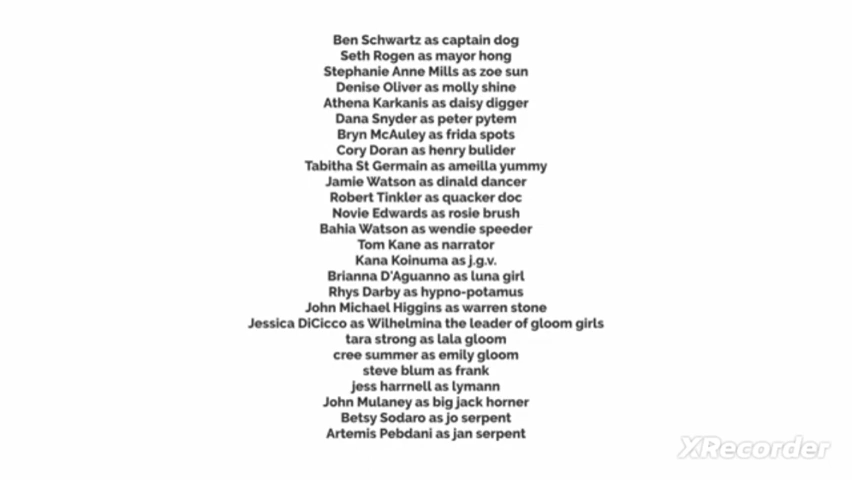 Ben Schwartz as captain dog
Seth Rogen as mayor hong
Stephanie Anne Mills as zoe sun
Denise Oliver as molly shine
Athena Karkanis as daisy digger
Dana Snyder as peter pytem
Bryn McAuley as frida spots
Cory Doran as henry bulider
Tabitha St Germain as ameilla yummy
Jamie Watson as dinald dancer
Robert Tinkler as quacker doc
Novie Edwards as rosie brush
Bahia Watson as wendie speeder
Tom Kane as narrator
Kana Koinuma as j.g.v.
Brianna D'Aguanno as luna girl
Rhys Darby as hypno-potamus
John Michael Higgins as warren stone
Jessica DiCicco as Wilhelmina the leader of gloom girls
tara strong as lala gloom
cree summer as emily gloom
steve blum as frank
jess harrnell as lymann
John Mulaney as big jack horner
Betsy Sodaro as jo serpent
Artemis Pebdani as jan serpent
XRecorder